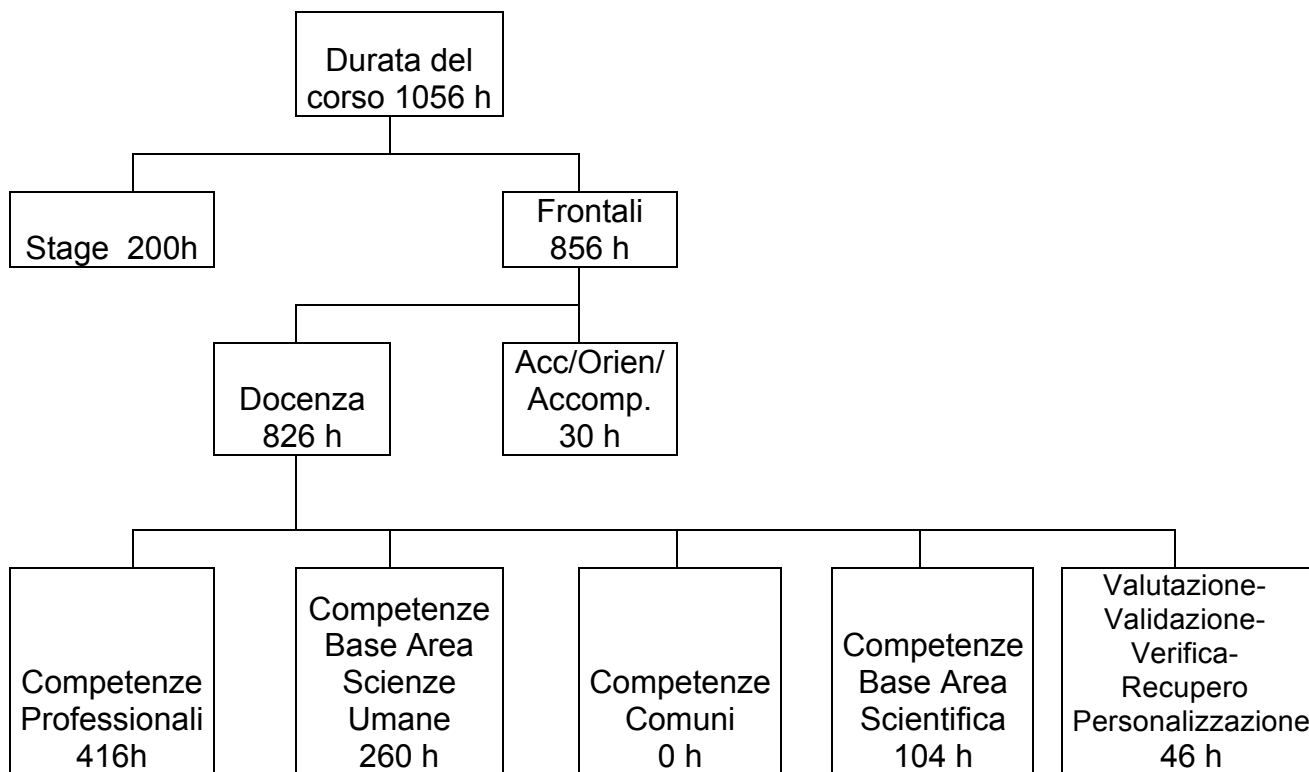 Durata del
corso 1056 h
Stage  200h
Frontali
856 h
Docenza
826 h
Acc/Orien/
Accomp.
30 h
Competenze
Professionali
416h
Competenze
Base Area
Scienze
Umane
260 h
Competenze
Comuni
0 h
Competenze
Base Area
Scientifica
104 h
Valutazione-
Validazione-
Verifica-
Recupero
Personalizzazione
46 h